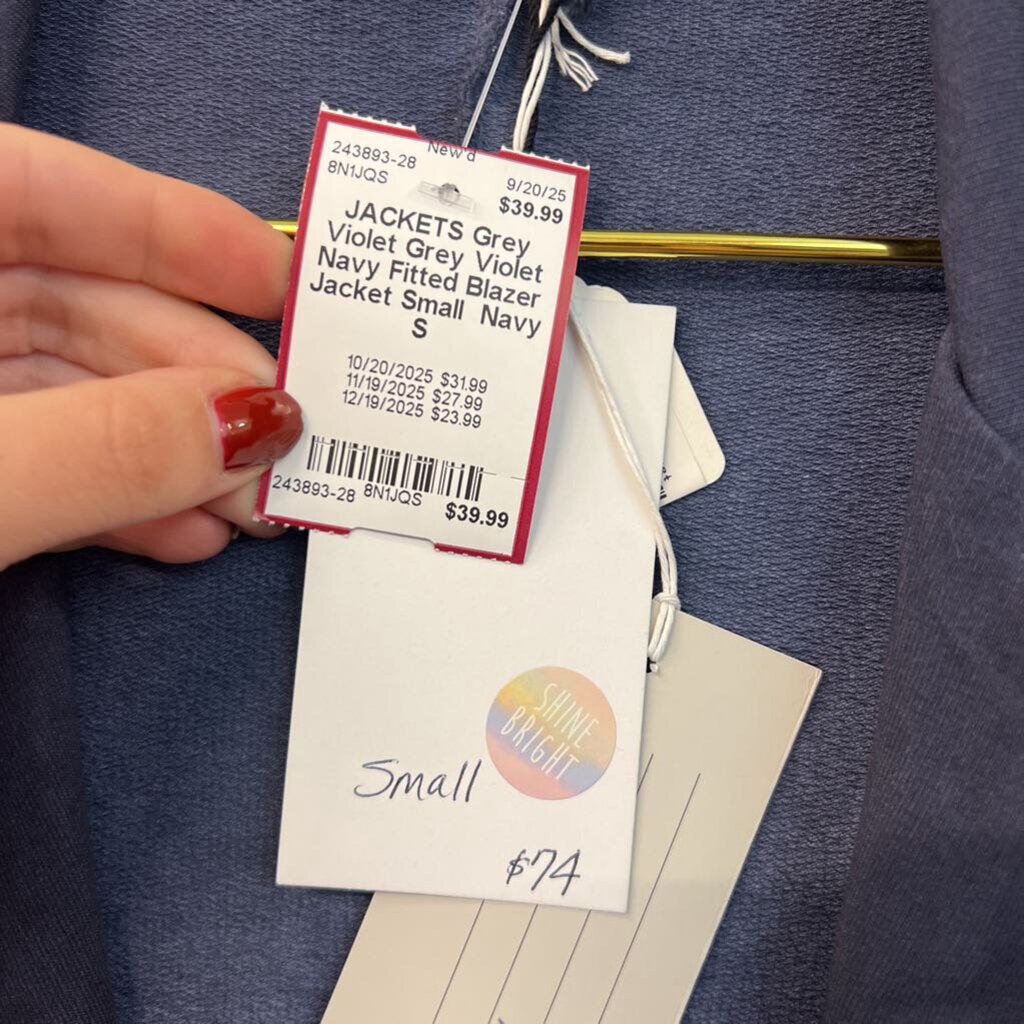 New'd
243893-28
8N1JQS
9/20/25
$39.99
JACKETS Grey
Violet Grey Violet
Navy Fitted Blazer
Jacket Small Navy
S
10/20/2025 $31.99
11/19/2025 $27.99
12/19/2025 $23.99
243893-28 8N1JQS
$39.99
SHINE
BRIGHT
Small
$74